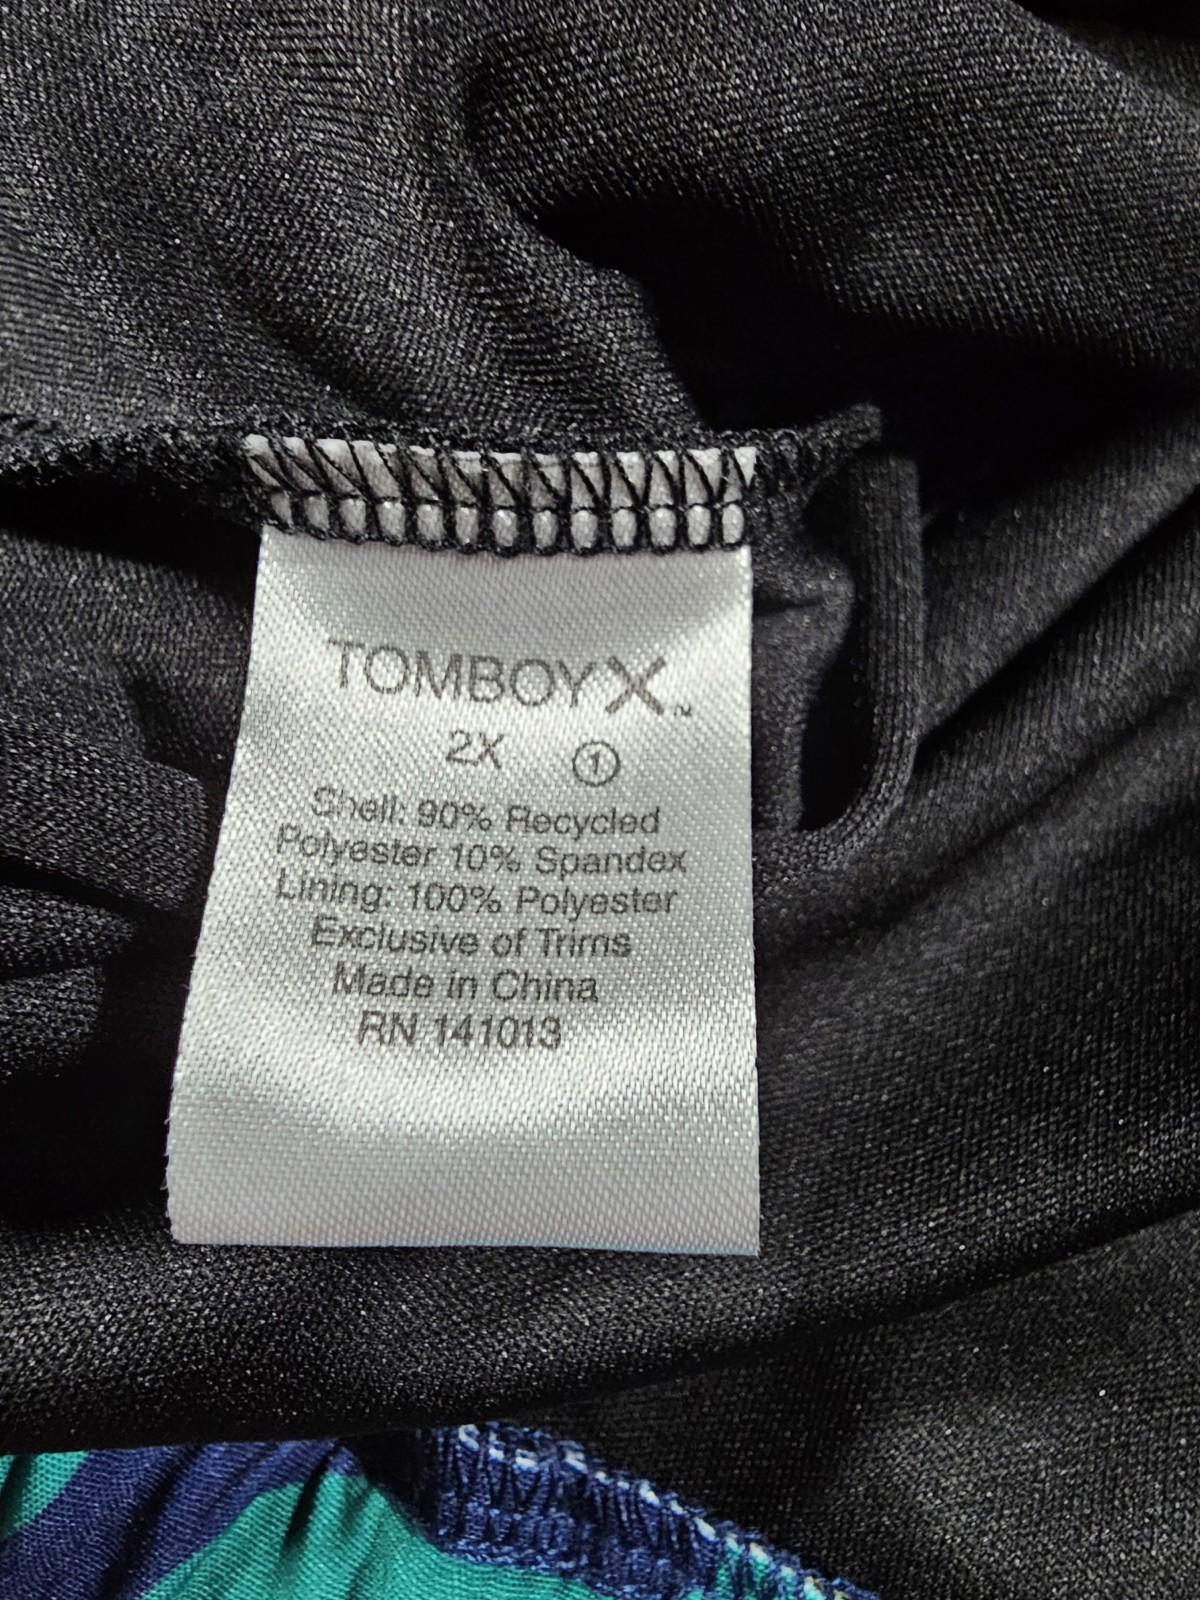 TOMBOYX™
2X ①
Shell: 90% Recycled
Polyester 10% Spandex
Lining: 100% Polyester
Exclusive of Trims
Made in China
RN 141013